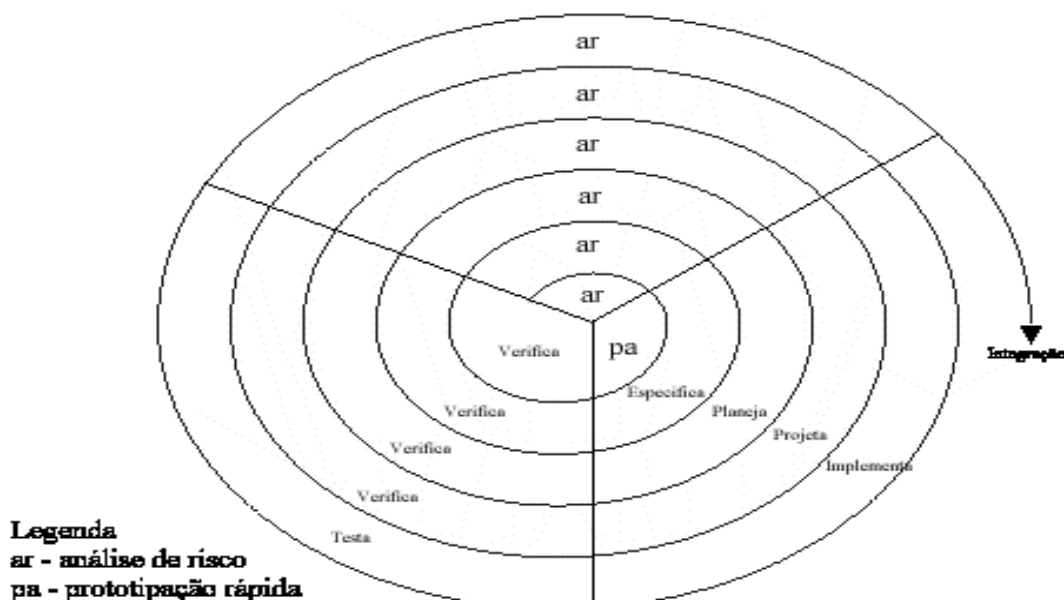 ar
ar
ar
ar
ar
ar
Integração
Verifica
pa
Especifica
Verifica
Planeja
Projeta
Verifica
Implementa
Verifica
Testa
Legenda
ar - análise de risco
pa - prototipação rápida